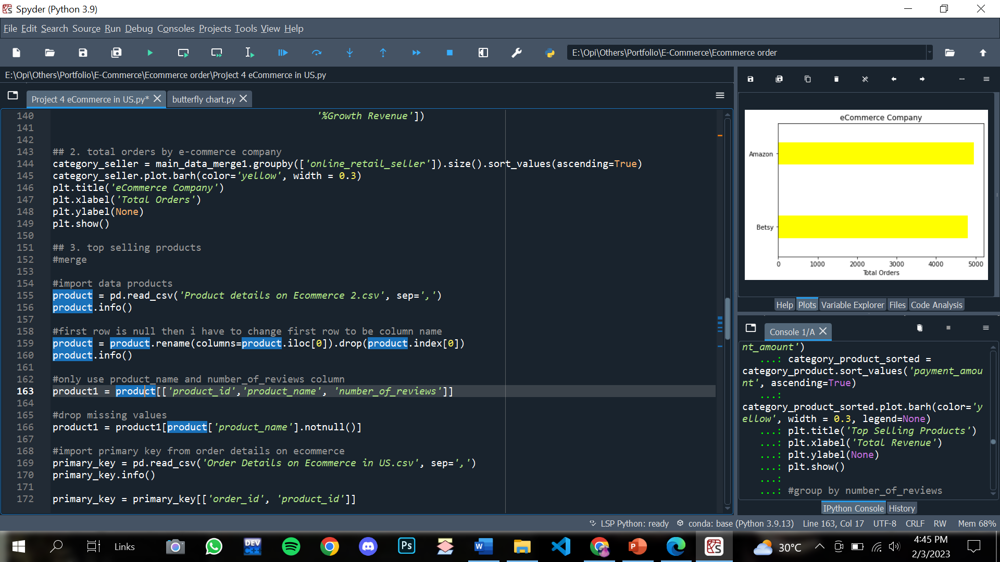 Spyder (Python 3.9)
File Edit Search Source Run Debug Consoles Projects Tools View Help
E:\Opi\Others\Portfolio\E-Commerce\Ecommerce order
E:\Opi\Others\Portfolio\E-Commerce\Ecommerce order\Project 4 eCommerce in US.py
Project 4 eCommerce in US.py*
butterfly chart.py
140 '%Growth Revenue'])
141
142
143 ## 2. total orders by e-commerce company
144 category_seller = main_data_merge1.groupby(['online_retail_seller']).size().sort_values(ascending=True)
145 category_seller.plot.barh(color='yellow', width = 0.3)
146 plt.title('eCommerce Company')
147 plt.xlabel('Total Orders')
148 plt.ylabel(None)
149 plt.show()
150
151 ## 3. top selling products
152 #merge
153
154 #import data products
155 product = pd.read_csv('Product details on Ecommerce 2.csv', sep=',')
156 product.info()
157
158 #first row is null then i have to change first row to be column name
159 product = product.rename(columns=product.iloc[0]).drop(product.index[0])
160 product.info()
161
162 #only use product_name and number_of_reviews column
163 product1 = product[['product_id','product_name', 'number_of_reviews']]
164
165 #drop missing values
166 product1 = product1[product['product_name'].notnull()]
167
168 #import primary key from order details on ecommerce
169 primary_key = pd.read_csv('Order Details on Ecommerce in US.csv', sep=',')
170 primary_key.info()
171
172 primary_key = primary_key[['order_id', 'product_id']]
eCommerce Company
Amazon
Betsy
0 1000 2000 3000 4000 5000
Total Orders
Help Plots Variable Explorer Files Code Analysis
Console 1/A
nt_amount')
...: category_product_sorted =
category_product.sort_values('payment_amou
nt', ascending=True)
...:
category_product_sorted.plot.barh(color='y
ellow', width = 0.3, legend=None)
...: plt.title('Top Selling Products')
...: plt.xlabel('Total Revenue')
...: plt.ylabel(None)
...: plt.show()
...:
...: #group by number_of_reviews
IPython Console History
LSP Python: ready conda: base (Python 3.9.13) Line 163, Col 17 UTF-8 CRLF RW Mem 68%
Links
DEV
C++
Ps
W
P
30°C
4:45 PM
2/3/2023